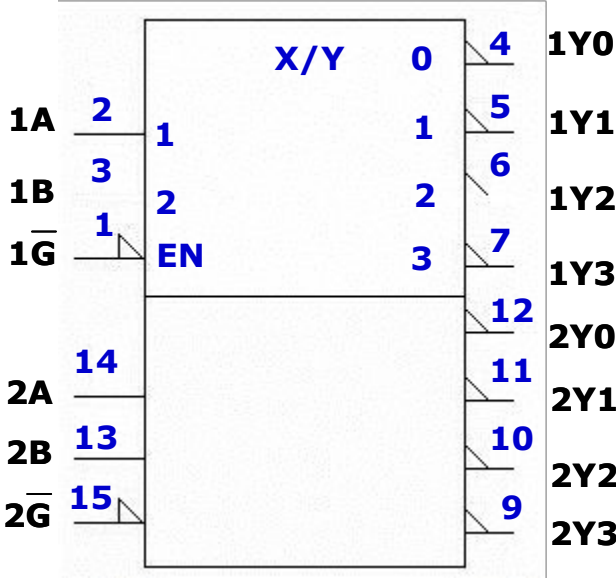 X/Y 0 4 1Y0
1A 2 1 1 5 1Y1
1B 3 2 2 6 1Y2
1G̅ 1 EN 3 7 1Y3
12 2Y0
2A 14 11 2Y1
2B 13 10 2Y2
2G̅ 15 9 2Y3